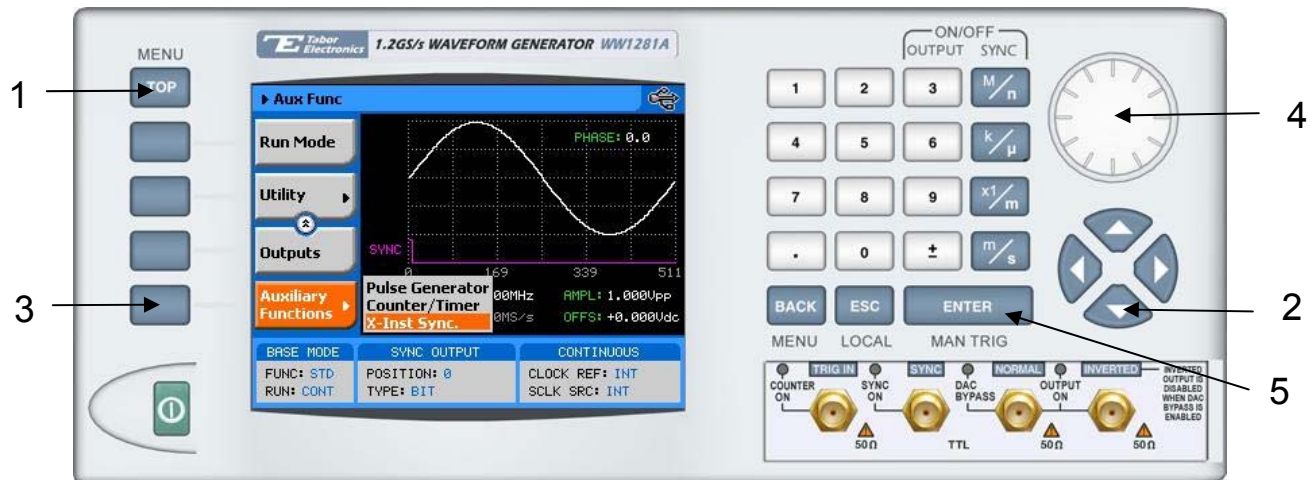 MENU
TOP
1
3
Tabor Electronics 1.2GS/s WAVEFORM GENERATOR WW1281A
Aux Func
Run Mode
Utility
Outputs
Auxiliary Functions
PHASE: 0.0
SYNC
0 169 339 511
Pulse Generator
Counter/Timer
X-Inst Sync.
00MHz AMPL: 1.000Vpp
0MS/s OFFS: +0.000Vdc
BASE MODE SYNC OUTPUT CONTINUOUS
FUNC: STD POSITION: 0 CLOCK REF: INT
RUN: CONT TYPE: BIT SCLK SRC: INT
ON/OFF
OUTPUT SYNC
1 2 3 M/n
4 5 6 k/µ
7 8 9 x1/m
. 0 ± m/s
BACK ESC ENTER
MENU LOCAL MAN TRIG
4
2
5
TRIG IN SYNC NORMAL INVERTED
COUNTER ON
SYNC ON
DAC BYPASS
OUTPUT ON
INVERTED
OUTPUT IS
DISABLED
WHEN DAC
BYPASS IS
ENABLED
50Ω TTL 50Ω 50Ω